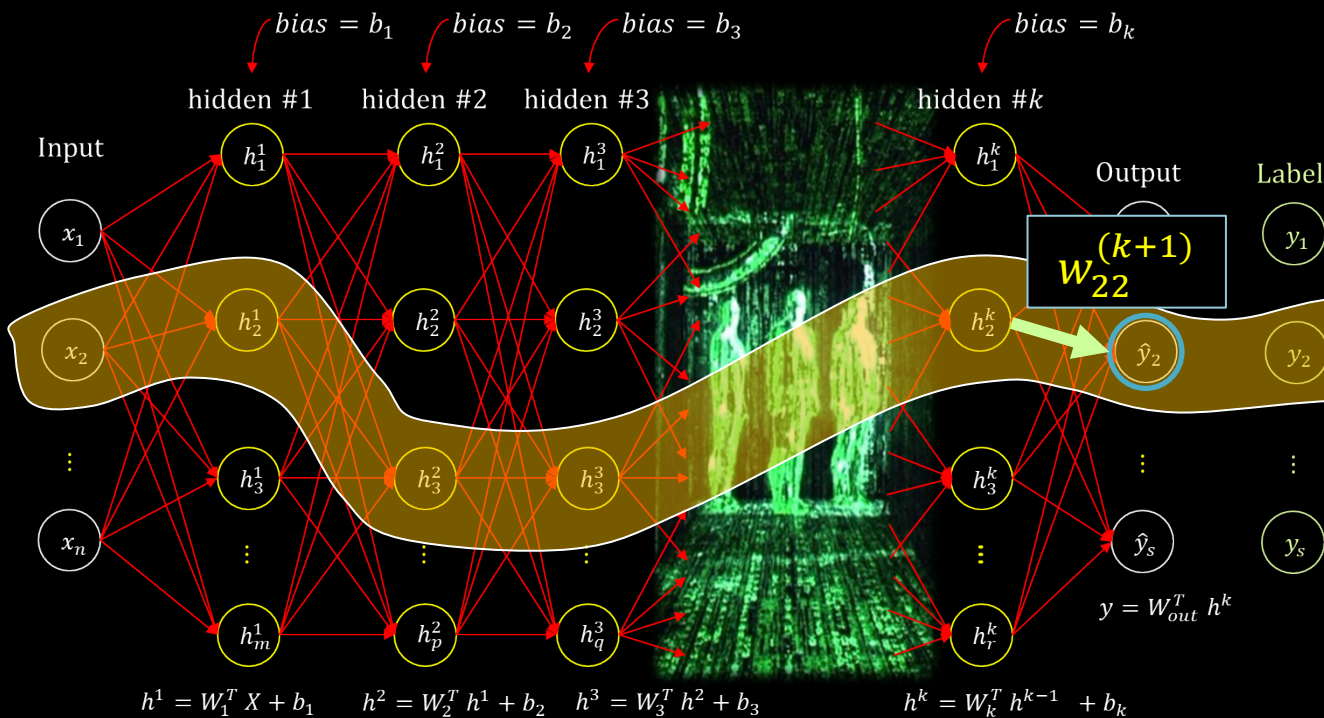 bias = b₁ bias = b₂ bias = b₃ bias = bₖ
hidden #1 hidden #2 hidden #3 hidden #k
Input
Output
Label
x₁
x₂
⋮
xₙ
h₁¹
h₂¹
h₃¹
⋮
hₘ¹
h₁²
h₂²
h₃²
⋮
hₚ²
h₁³
h₂³
h₃³
⋮
h_q³
h₁ᵏ
h₂ᵏ
h₃ᵏ
⋮
hᵣᵏ
w₂₂⁽ᵏ⁺¹⁾
ŷ₂
⋮
ŷₛ
y₁
y₂
⋮
yₛ
y = W_out^T hᵏ
h¹ = W₁ᵀ X + b₁ h² = W₂ᵀ h¹ + b₂ h³ = W₃ᵀ h² + b₃ hᵏ = Wₖᵀ hᵏ⁻¹ + bₖ